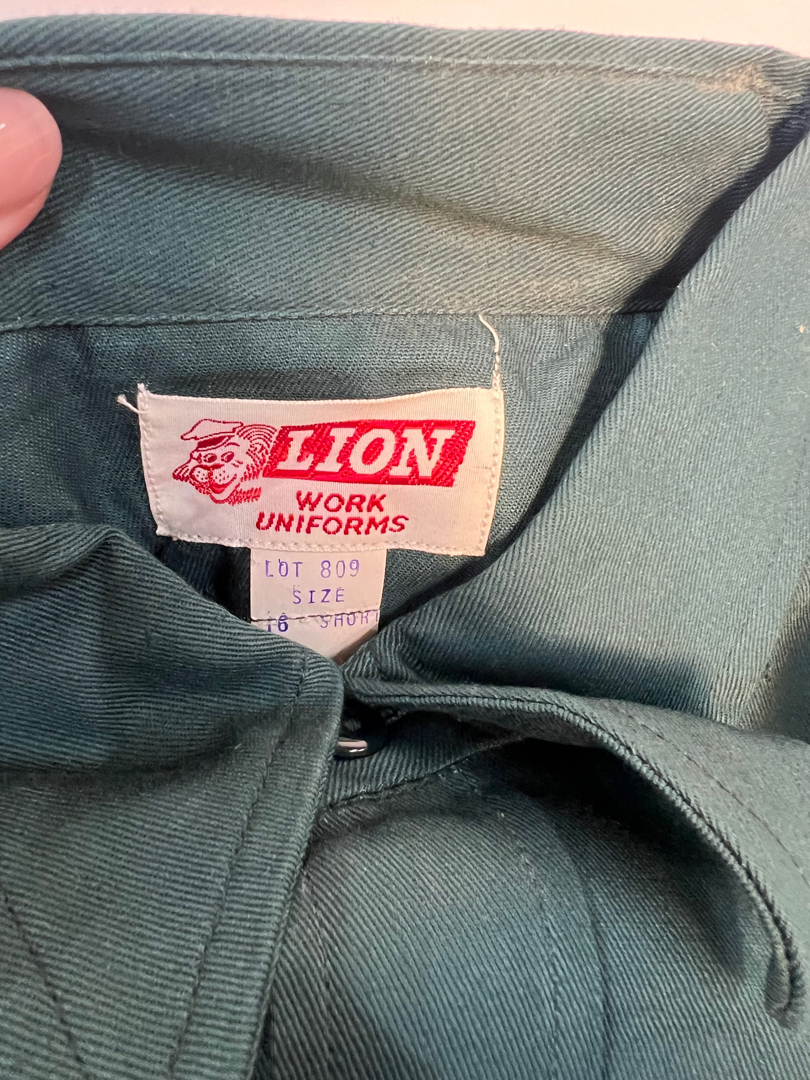 LION
WORK
UNIFORMS
LOT 809
SIZE
16 SHORT